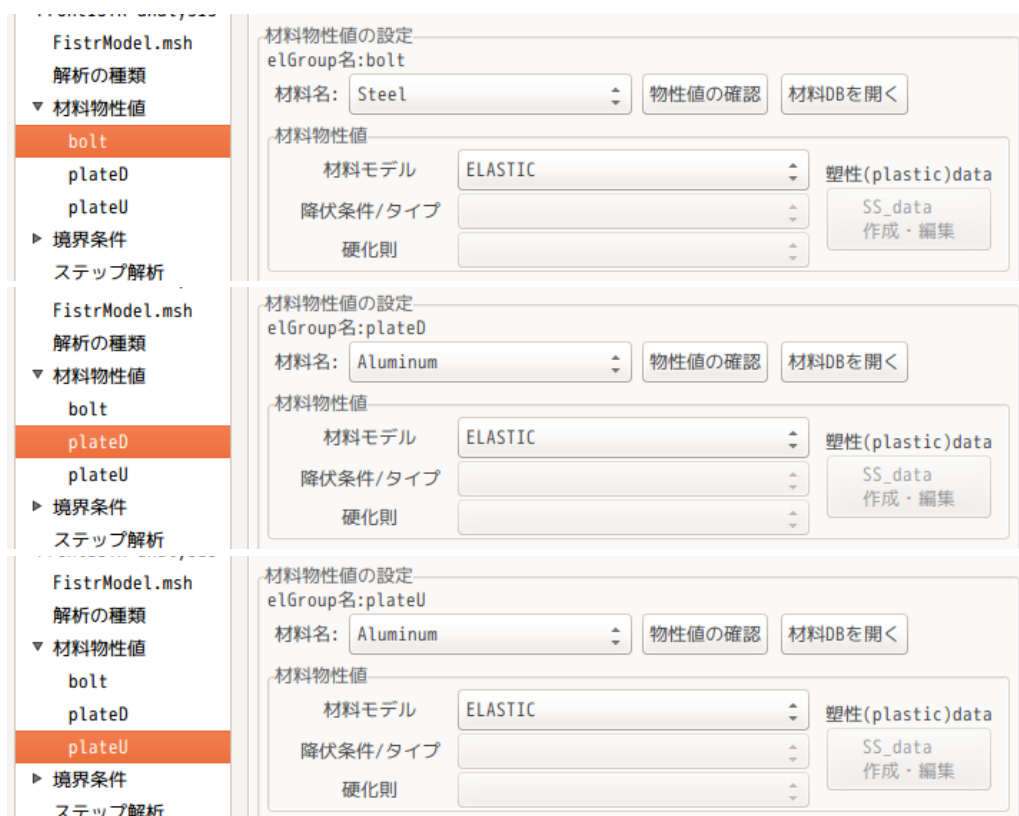 FistrModel.msh
解析の種類
材料物性値
bolt
plateD
plateU
境界条件
ステップ解析
材料物性値の設定
elGroup名:bolt
材料名: Steel 物性値の確認 材料DBを開く
材料物性値
材料モデル ELASTIC 塑性(plastic)data
降伏条件/タイプ SS_data
作成・編集
硬化則
FistrModel.msh
解析の種類
材料物性値
bolt
plateD
plateU
境界条件
ステップ解析
材料物性値の設定
elGroup名:plateD
材料名: Aluminum 物性値の確認 材料DBを開く
材料物性値
材料モデル ELASTIC 塑性(plastic)data
降伏条件/タイプ SS_data
作成・編集
硬化則
FistrModel.msh
解析の種類
材料物性値
bolt
plateD
plateU
境界条件
ステップ解析
材料物性値の設定
elGroup名:plateU
材料名: Aluminum 物性値の確認 材料DBを開く
材料物性値
材料モデル ELASTIC 塑性(plastic)data
降伏条件/タイプ SS_data
作成・編集
硬化則